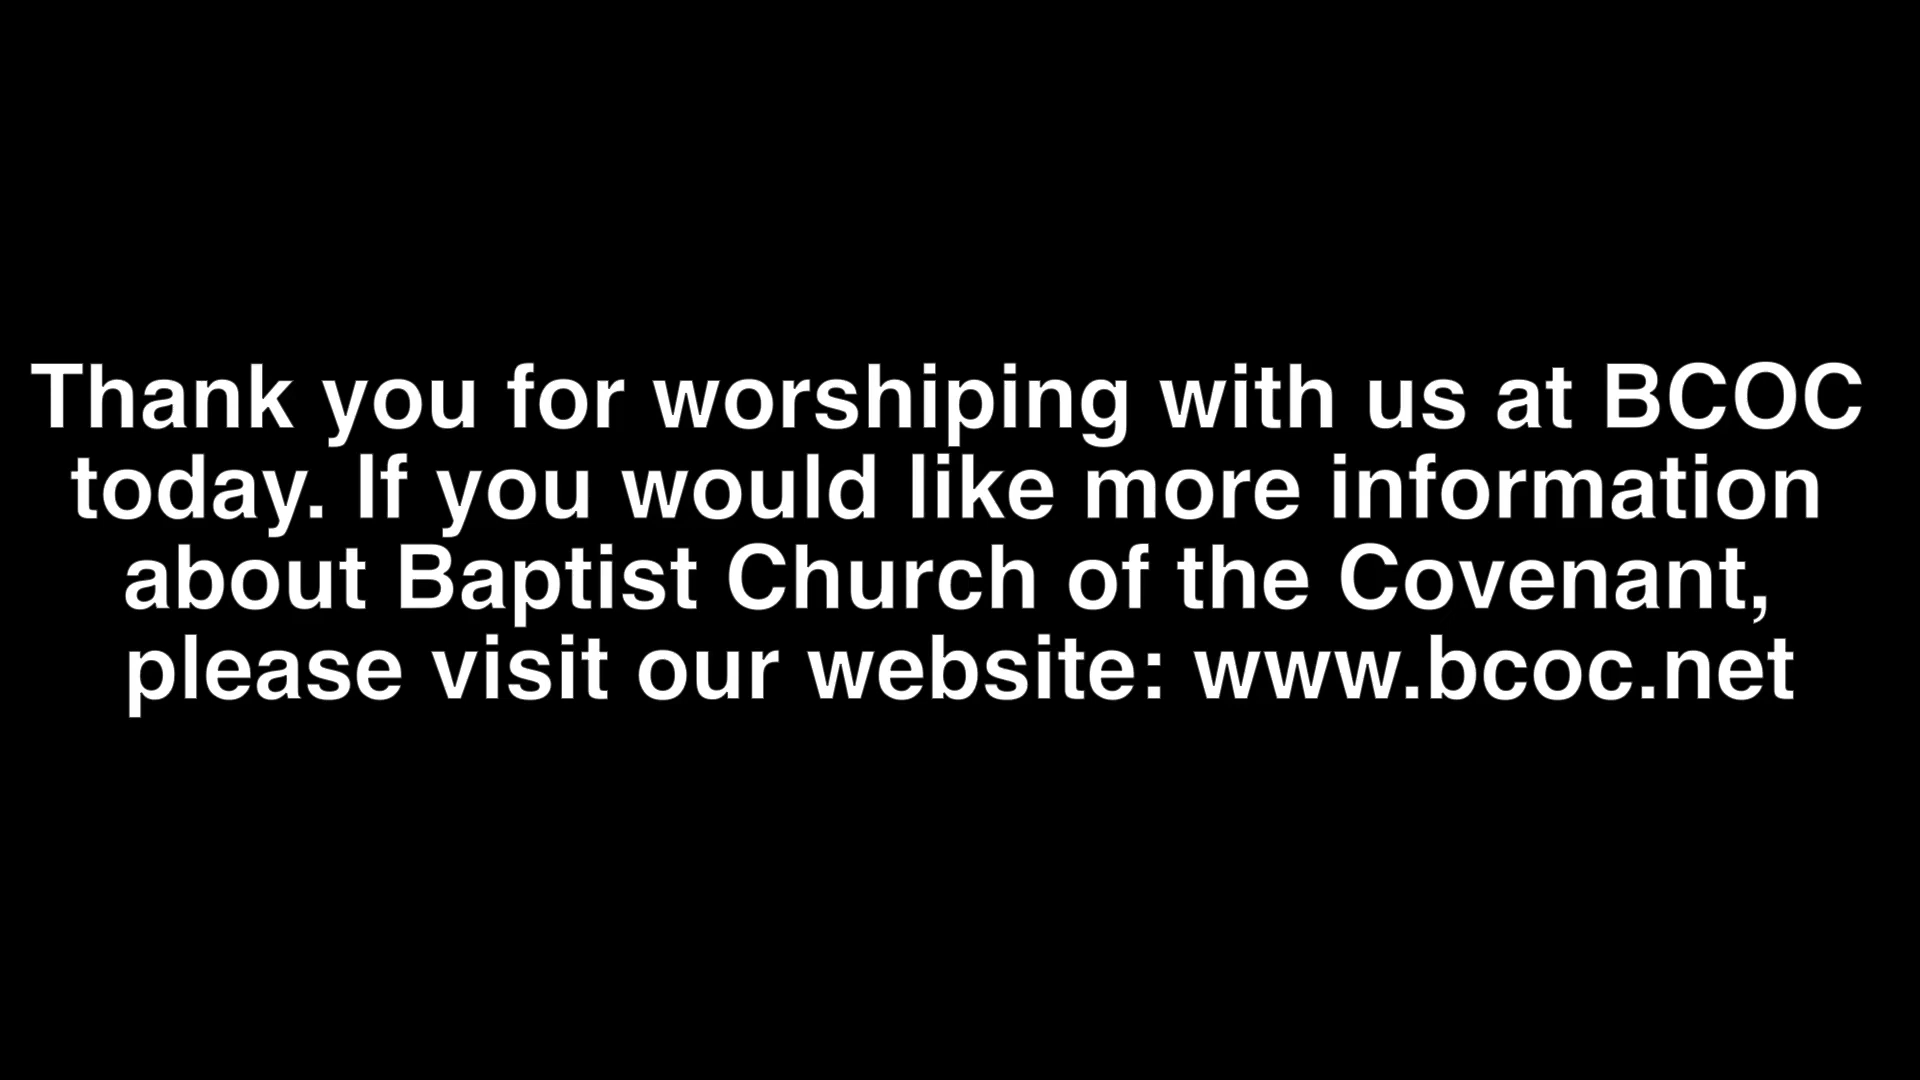 Thank you for worshiping with us at BCOC
today. If you would like more information
about Baptist Church of the Covenant,
please visit our website: www.bcoc.net